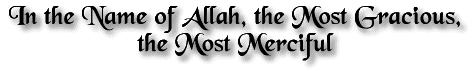 In the Name of Allah, the Most Gracious,
the Most Merciful